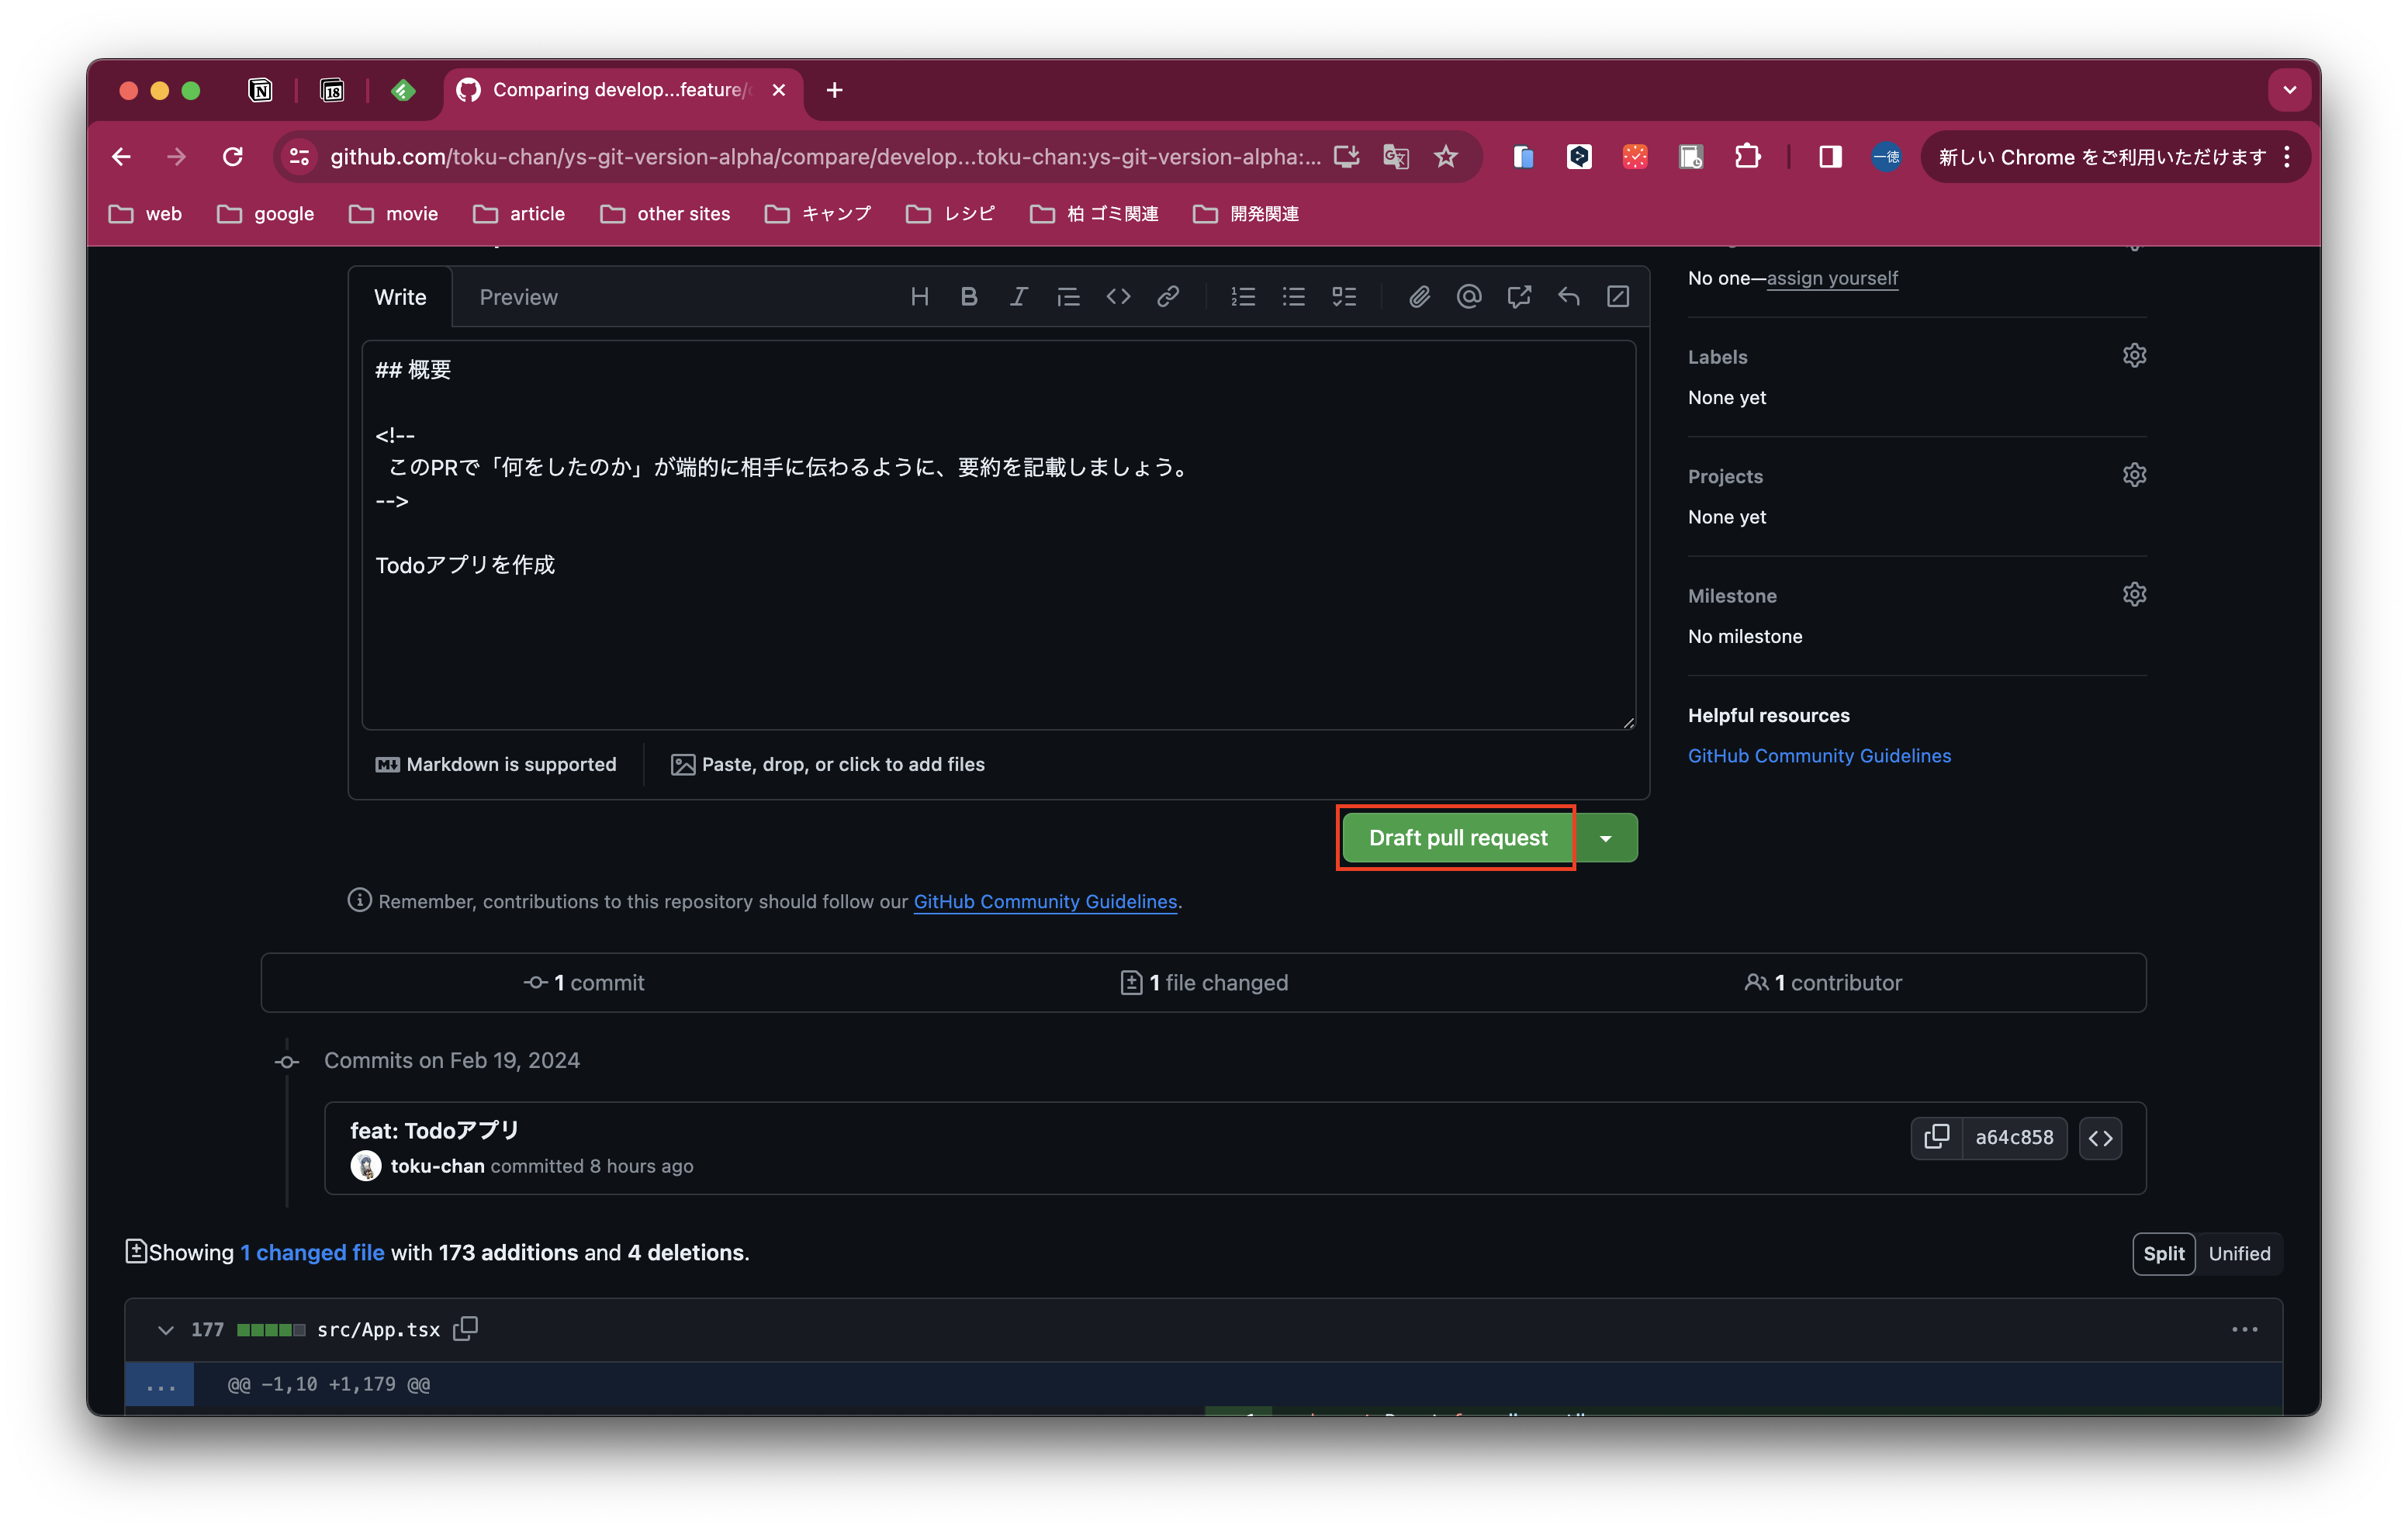 Comparing develop...feature/
github.com/toku-chan/ys-git-version-alpha/compare/develop...toku-chan:ys-git-version-alpha:...
一徳
新しい Chrome をご利用いただけます
web
google
movie
article
other sites
キャンプ
レシピ
柏 ゴミ関連
開発関連
Write
Preview
No one—assign yourself
## 概要
<!--
このPRで「何をしたのか」が端的に相手に伝わるように、要約を記載しましょう。
-->
Todoアプリを作成
Labels
None yet
Projects
None yet
Milestone
No milestone
Helpful resources
GitHub Community Guidelines
Markdown is supported
Paste, drop, or click to add files
Draft pull request
Remember, contributions to this repository should follow our GitHub Community Guidelines.
1 commit
1 file changed
1 contributor
Commits on Feb 19, 2024
feat: Todoアプリ
toku-chan committed 8 hours ago
a64c858
Showing 1 changed file with 173 additions and 4 deletions.
Split
Unified
177 src/App.tsx
...
@@ -1,10 +1,179 @@